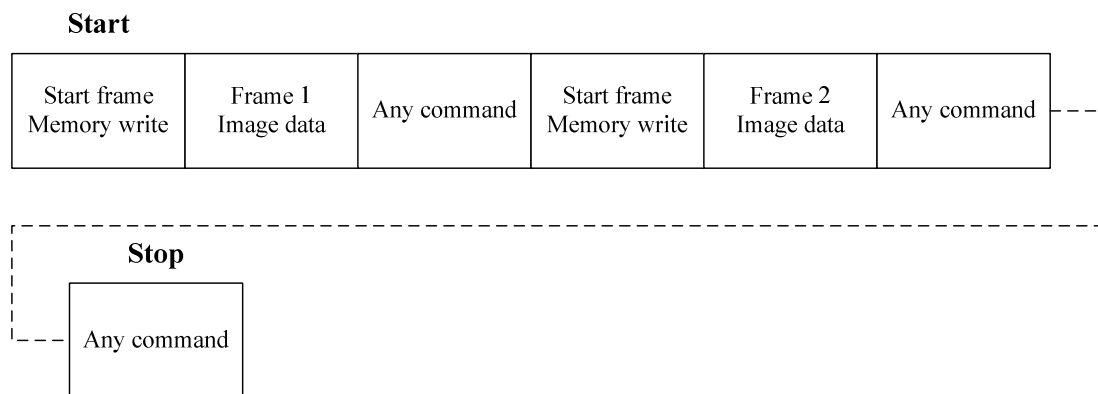 Start
Start frame
Memory write
Frame 1
Image data
Any command
Start frame
Memory write
Frame 2
Image data
Any command
Stop
Any command